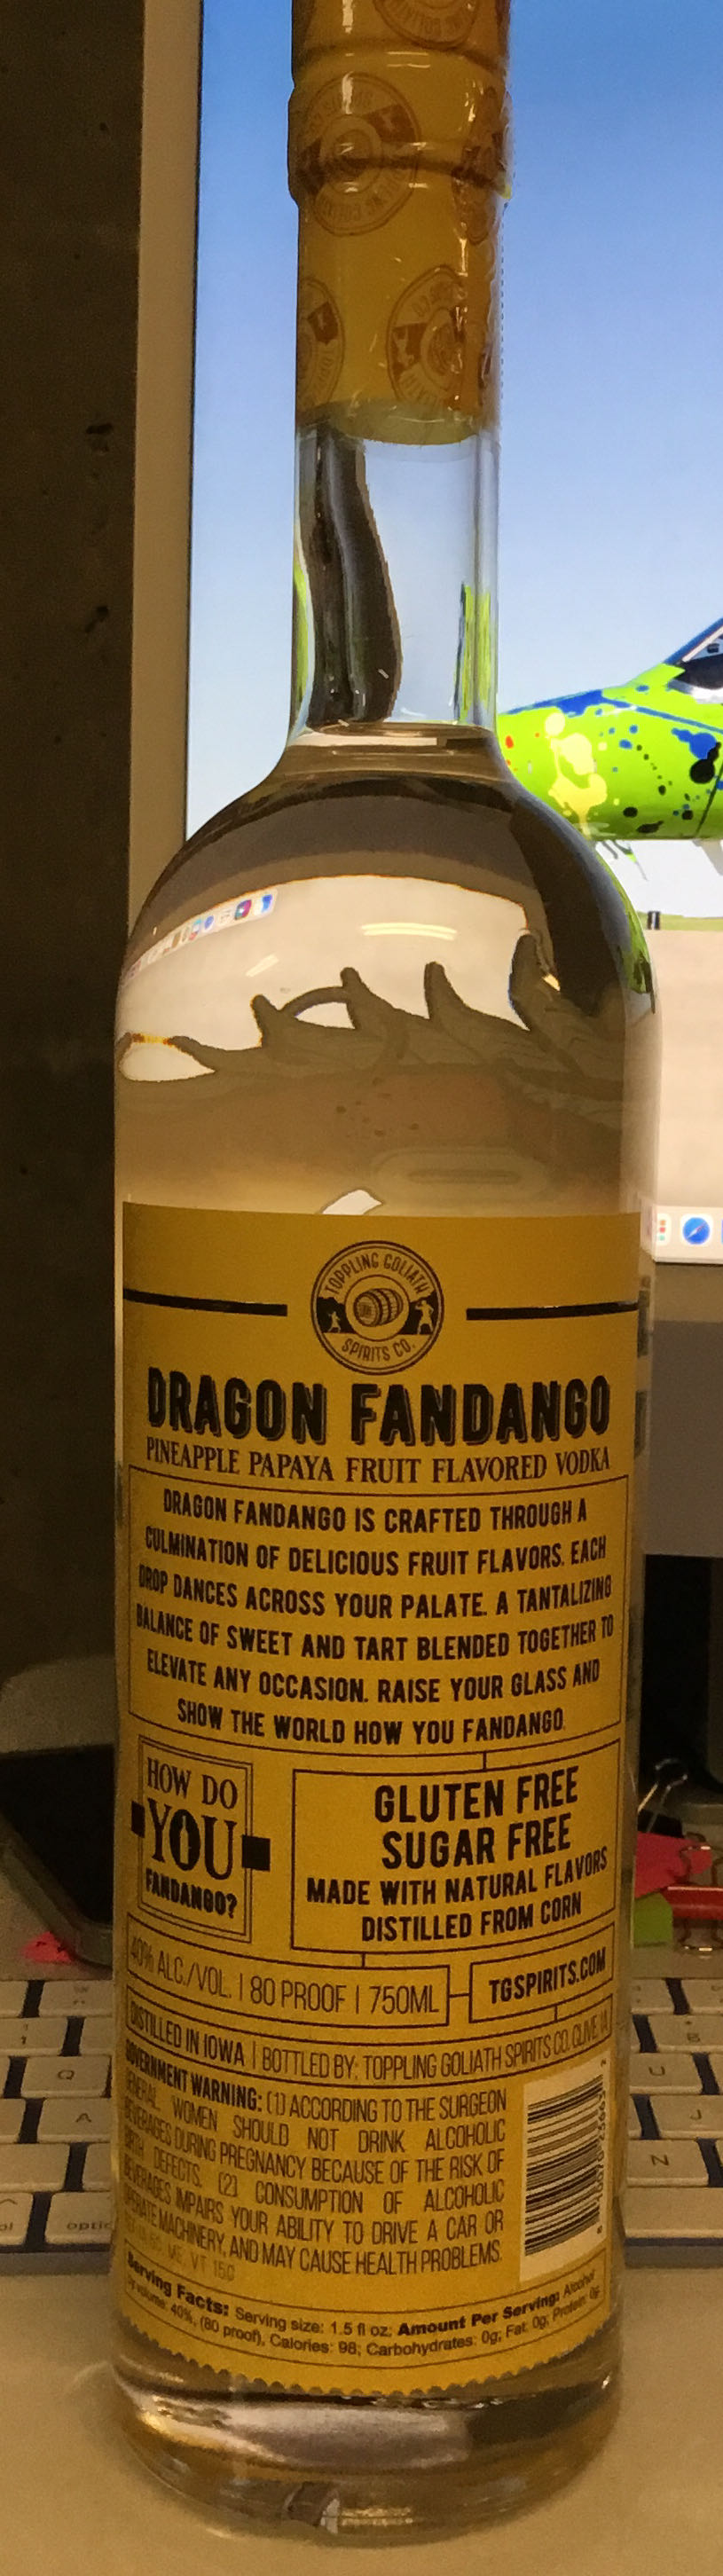 TOPPLING GOLIATH
SPIRITS CO.
DRAGON FANDANGO
PINEAPPLE PAPAYA FRUIT FLAVORED VODKA
DRAGON FANDANGO IS CRAFTED THROUGH A
CULMINATION OF DELICIOUS FRUIT FLAVORS. EACH
DROP DANCES ACROSS YOUR PALATE. A TANTALIZING
BALANCE OF SWEET AND TART BLENDED TOGETHER TO
ELEVATE ANY OCCASION. RAISE YOUR GLASS AND
SHOW THE WORLD HOW YOU FANDANGO.
HOW DO
YOU
FANDANGO?
GLUTEN FREE
SUGAR FREE
MADE WITH NATURAL FLAVORS
DISTILLED FROM CORN
40% ALC./VOL. | 80 PROOF | 750ML
TGSPIRITS.COM
DISTILLED IN IOWA | BOTTLED BY: TOPPLING GOLIATH SPIRITS CO. OLIVE, IA
GOVERNMENT WARNING: (1) ACCORDING TO THE SURGEON
GENERAL, WOMEN SHOULD NOT DRINK ALCOHOLIC
BEVERAGES DURING PREGNANCY BECAUSE OF THE RISK OF
BIRTH DEFECTS. (2) CONSUMPTION OF ALCOHOLIC
BEVERAGES IMPAIRS YOUR ABILITY TO DRIVE A CAR OR
OPERATE MACHINERY, AND MAY CAUSE HEALTH PROBLEMS.
ME, VT 15¢
Serving Facts: Serving size: 1.5 fl oz; Amount Per Serving: Alcohol
by volume: 40%, (80 proof), Calories: 98; Carbohydrates: 0g; Fat: 0g; Protein: 0g
Q
A
U
J
N
optio